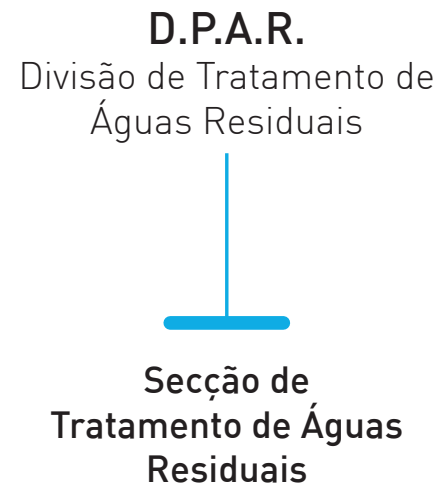 D.P.A.R.
Divisão de Tratamento de
Águas Residuais
Secção de
Tratamento de Águas
Residuais